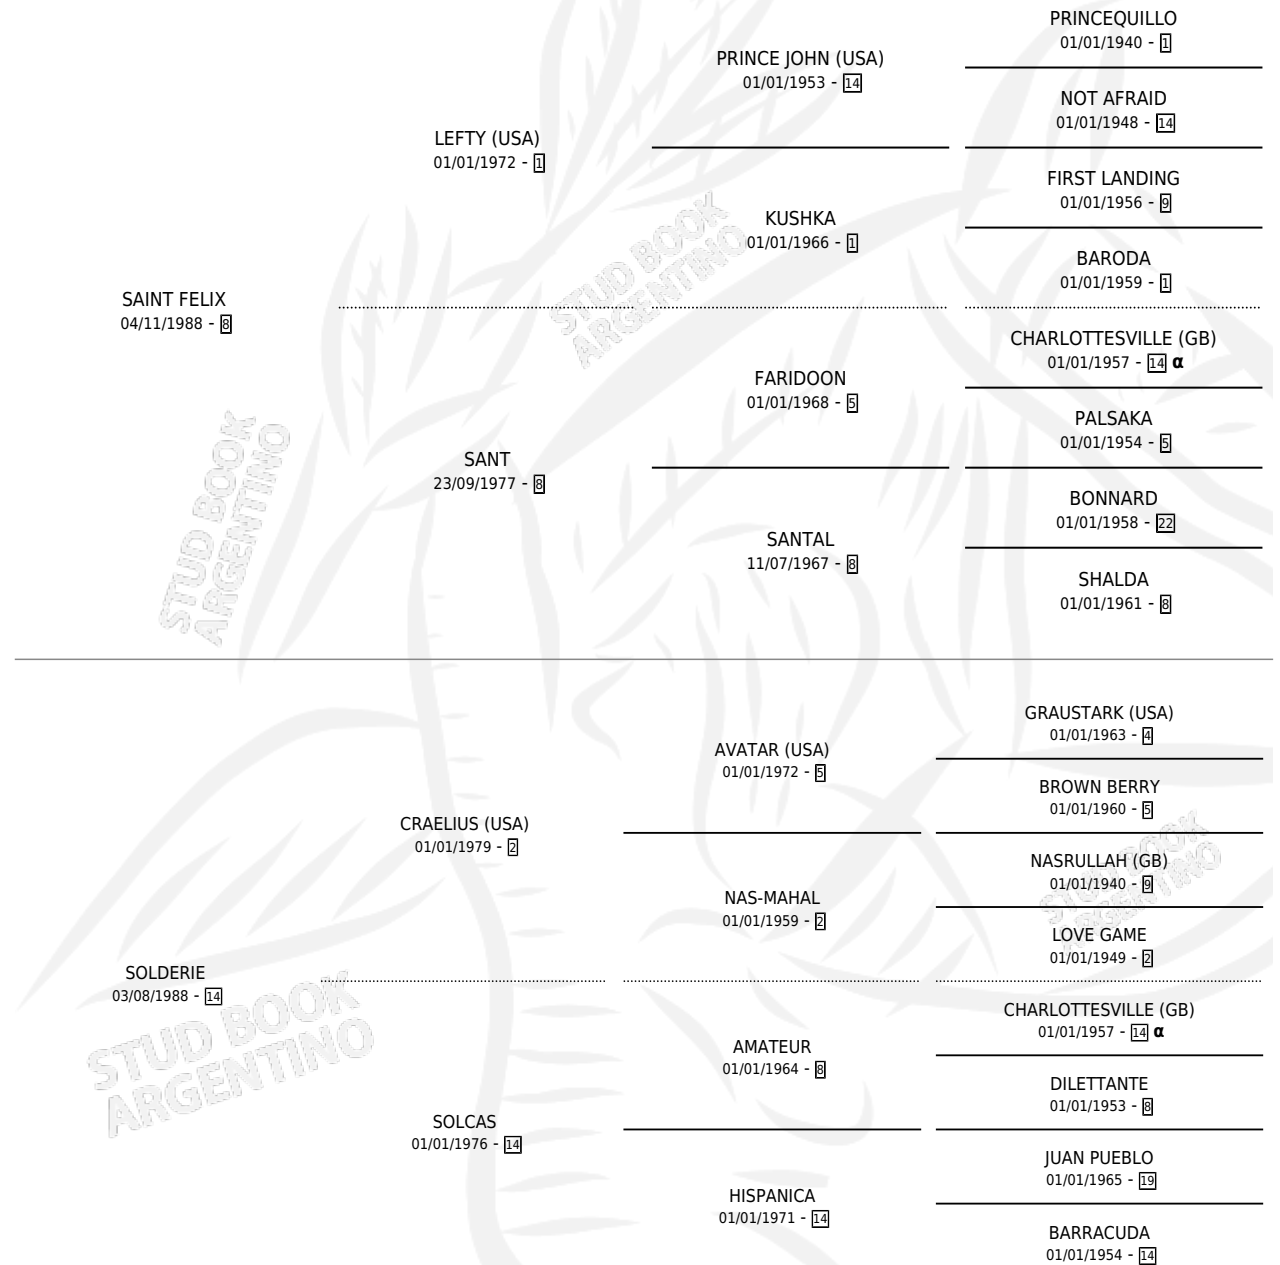 PRINCEQUILLO
01/01/1940 - 1
PRINCE JOHN (USA)
01/01/1953 - 14
NOT AFRAID
01/01/1948 - 14
LEFTY (USA)
01/01/1972 - 1
FIRST LANDING
01/01/1956 - 9
KUSHKA
01/01/1966 - 1
BARODA
01/01/1959 - 1
STUD BOOK
ARGENTINO
SAINT FELIX
04/11/1988 - 8
CHARLOTTESVILLE (GB)
01/01/1957 - 14 α
FARIDOON
01/01/1968 - 5
PALSAKA
01/01/1954 - 5
SANT
23/09/1977 - 8
BONNARD
01/01/1958 - 22
SANTAL
11/07/1967 - 8
SHALDA
01/01/1961 - 8
STUD BOOK
ARGENTINO
GRAUSTARK (USA)
01/01/1963 - 4
AVATAR (USA)
01/01/1972 - 5
BROWN BERRY
01/01/1960 - 5
CRAELIUS (USA)
01/01/1979 - 2
NASRULLAH (GB)
01/01/1940 - 9
NAS-MAHAL
01/01/1959 - 2
LOVE GAME
01/01/1949 - 2
STUD BOOK
ARGENTINO
SOLDERIE
03/08/1988 - 14
CHARLOTTESVILLE (GB)
01/01/1957 - 14 α
AMATEUR
01/01/1964 - 8
DILETTANTE
01/01/1953 - 8
SOLCAS
01/01/1976 - 14
JUAN PUEBLO
01/01/1965 - 19
HISPANICA
01/01/1971 - 14
BARRACUDA
01/01/1954 - 14
STUD BOOK
ARGENTINO